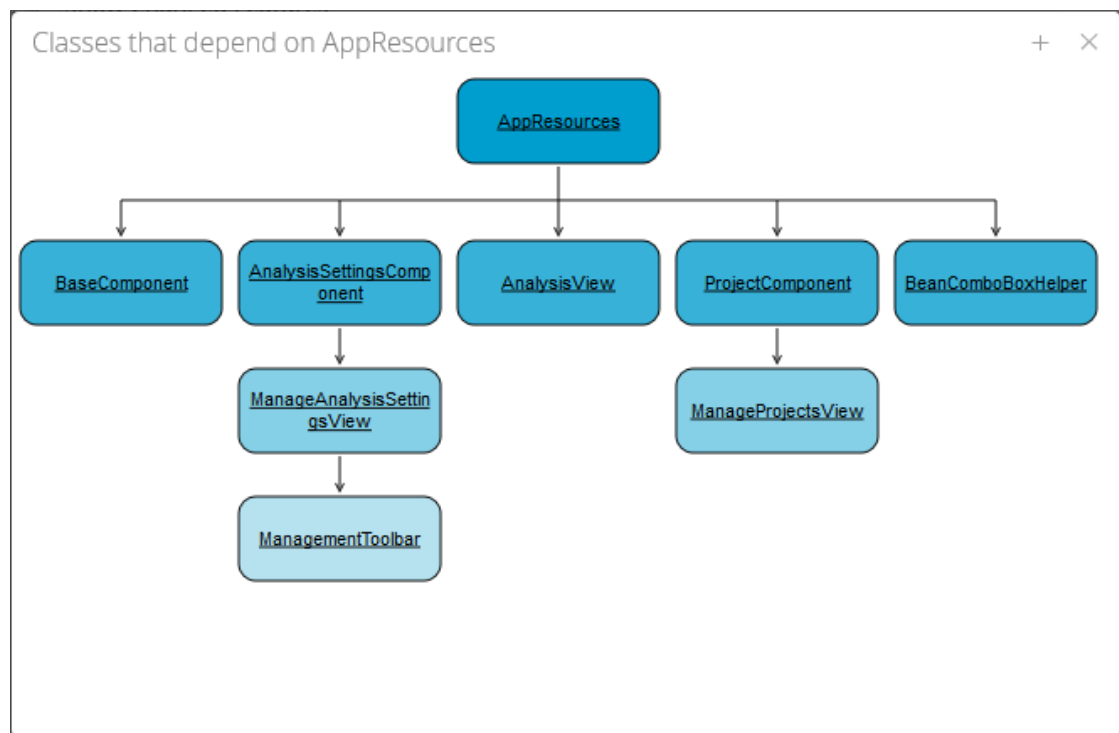 Classes that depend on AppResources
AppResources
BaseComponent
AnalysisSettingsComp
onent
AnalysisView
ProjectComponent
BeanComboBoxHelper
ManageAnalysisSettin
gsView
ManageProjectsView
ManagementToolbar